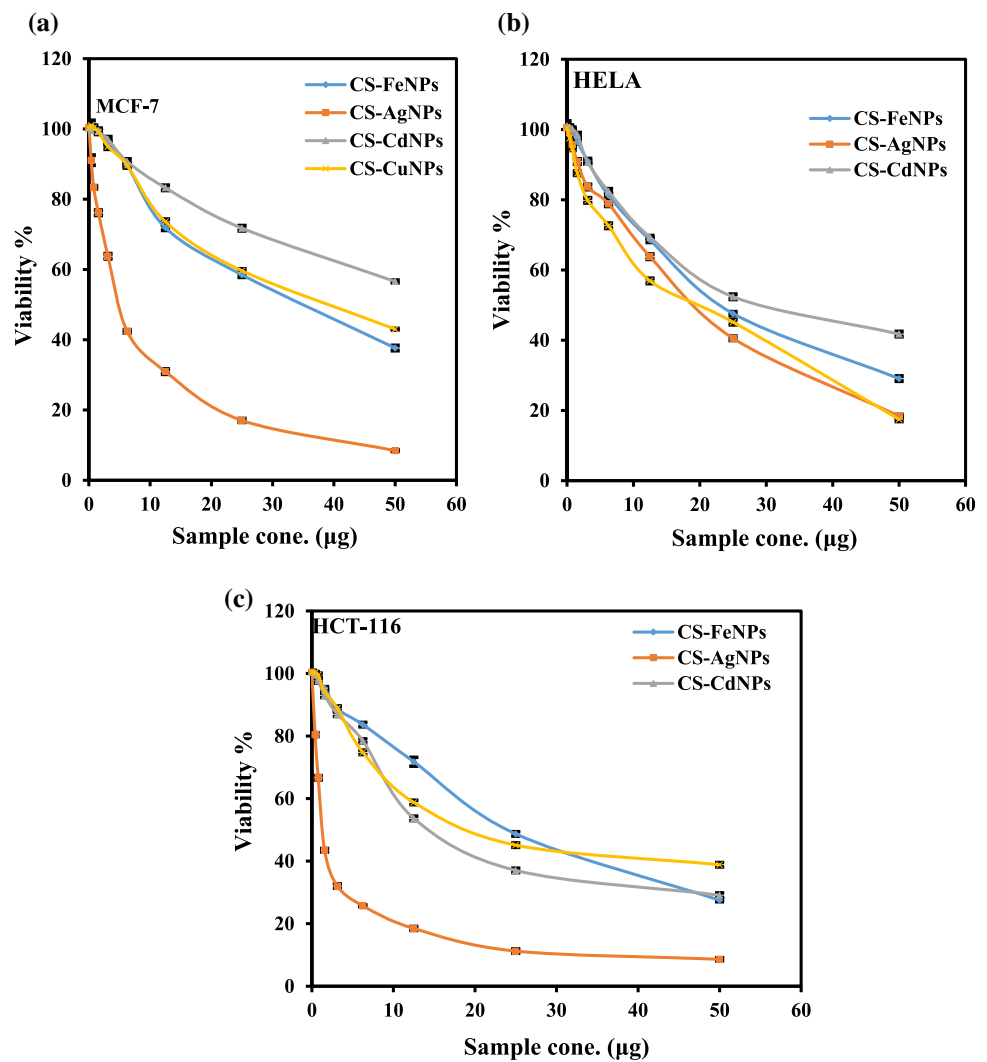 (a)
120
100
80
60
40
20
0
Viability %
MCF-7
CS-FeNPs
CS-AgNPs
CS-CdNPs
CS-CuNPs
0 10 20 30 40 50 60
Sample cone. (µg)
(b)
120
100
80
60
40
20
0
Viability %
HELA
CS-FeNPs
CS-AgNPs
CS-CdNPs
0 10 20 30 40 50 60
Sample cone. (µg)
(c)
120
100
80
60
40
20
0
Viability %
HCT-116
CS-FeNPs
CS-AgNPs
CS-CdNPs
0 10 20 30 40 50 60
Sample cone. (µg)